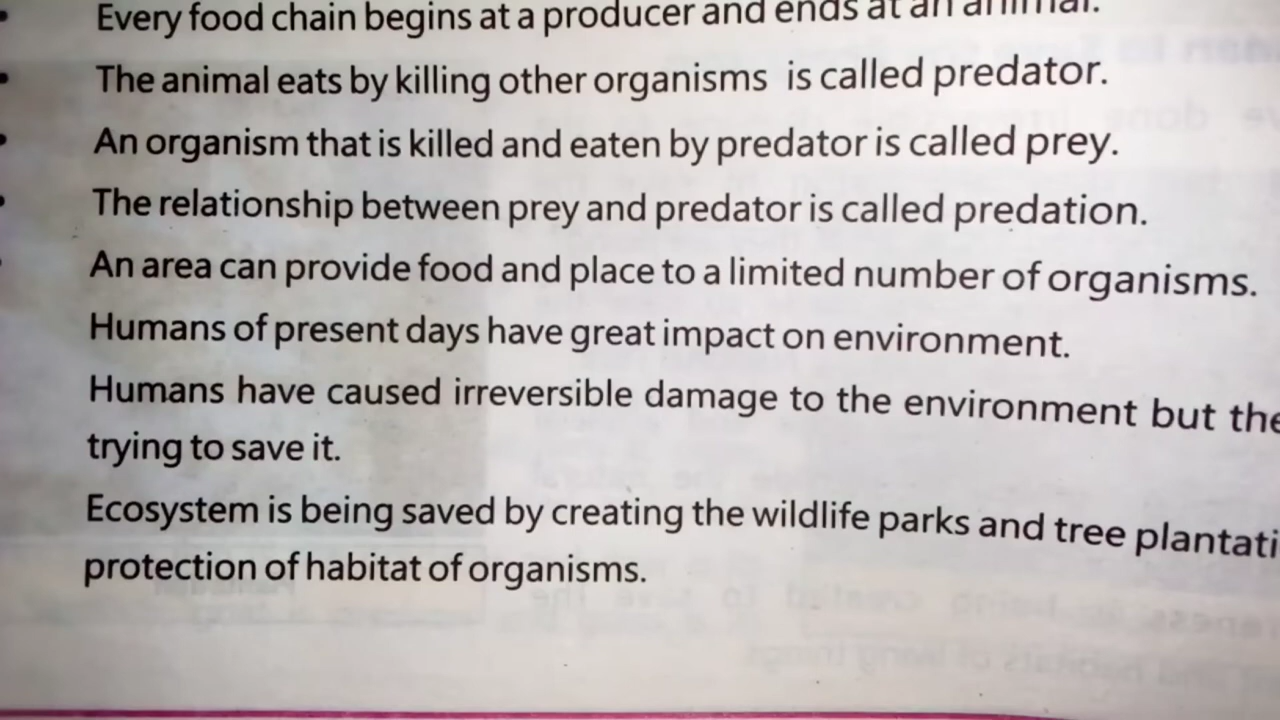 Every food chain begins at a producer and ends at an animal.
The animal eats by killing other organisms is called predator.
An organism that is killed and eaten by predator is called prey.
The relationship between prey and predator is called predation.
An area can provide food and place to a limited number of organisms.
Humans of present days have great impact on environment.
Humans have caused irreversible damage to the environment but the
trying to save it.
Ecosystem is being saved by creating the wildlife parks and tree plantati
protection of habitat of organisms.